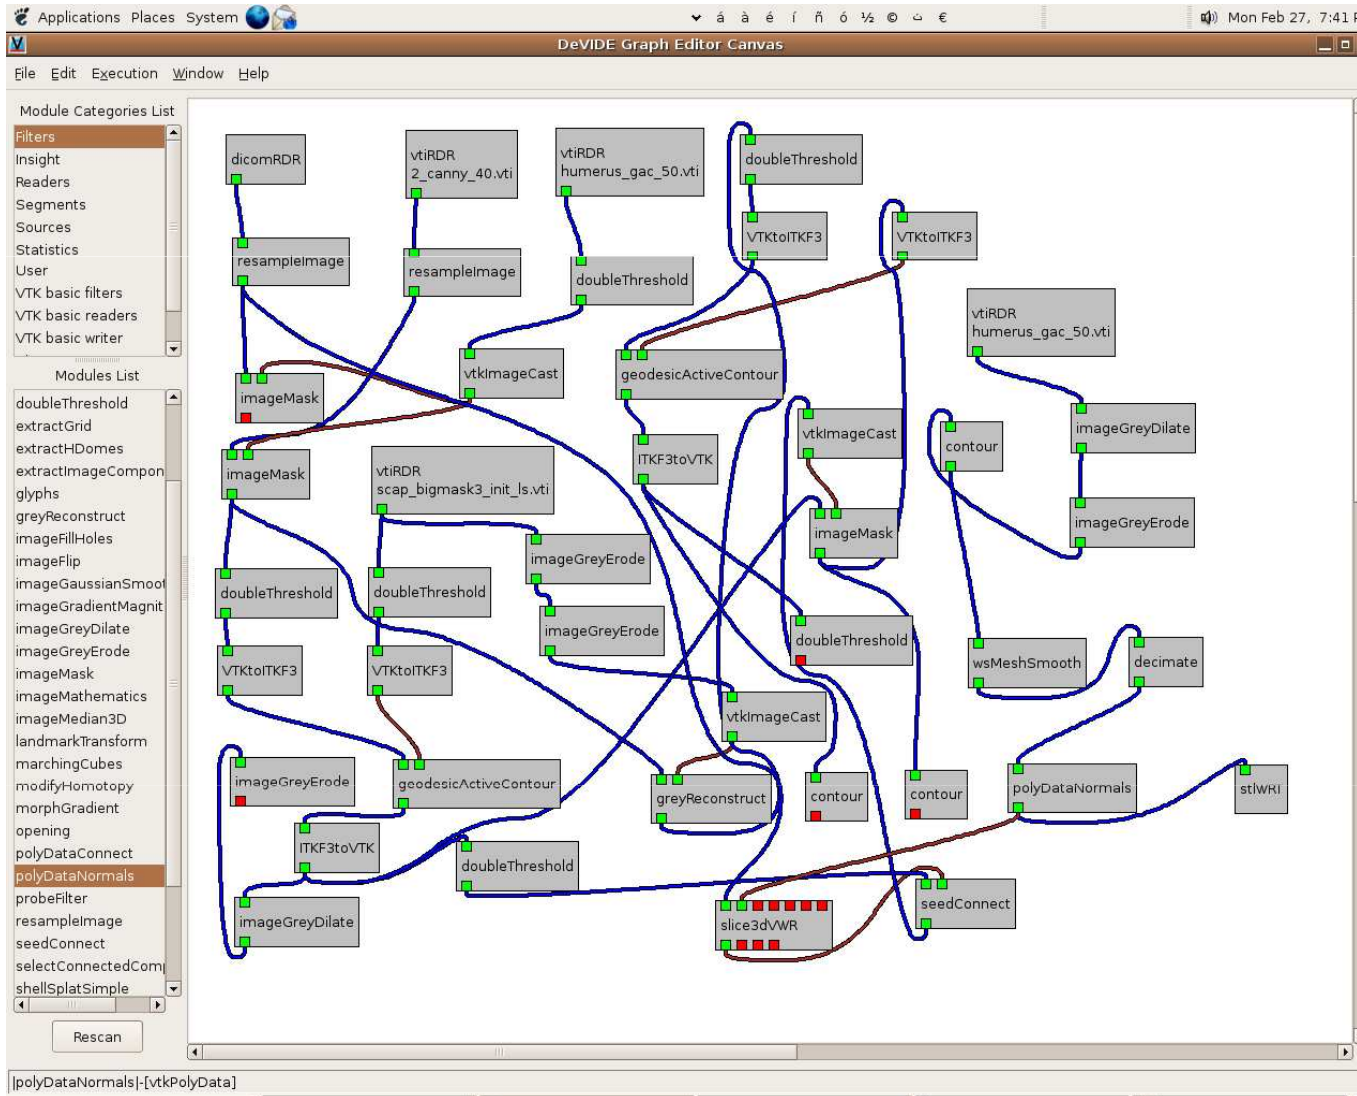 Applications Places System
á à é í ñ ó ½ © ت €
Mon Feb 27, 7:41
DeVIDE Graph Editor Canvas
File Edit Execution Window Help
Module Categories List
Filters
Insight
Readers
Segments
Sources
Statistics
User
VTK basic filters
VTK basic readers
VTK basic writer
Modules List
doubleThreshold
extractGrid
extractHDomes
extractImageCompon
glyphs
greyReconstruct
imageFillHoles
imageFlip
imageGaussianSmoot
imageGradientMagnit
imageGreyDilate
imageGreyErode
imageMask
imageMathematics
imageMedian3D
landmarkTransform
marchingCubes
modifyHomotopy
morphGradient
opening
polyDataConnect
polyDataNormals
probeFilter
resampleImage
seedConnect
selectConnectedComp
shellSplatSimple
Rescan
|polyDataNormals|-[vtkPolyData]
dicomRDR
vtiRDR
2_canny_40.vti
vtiRDR
humerus_gac_50.vti
doubleThreshold
VTKtoITKF3
VTKtoITKF3
resampleImage
resampleImage
doubleThreshold
vtiRDR
humerus_gac_50.vti
vtkImageCast
geodesicActiveContour
imageMask
imageGreyDilate
vtkImageCast
contour
ITKF3toVTK
imageMask
vtiRDR
scap_bigmask3_init_ls.vti
imageGreyErode
imageMask
imageGreyErode
doubleThreshold
doubleThreshold
imageGreyErode
doubleThreshold
wsMeshSmooth
decimate
VTKtoITKF3
VTKtoITKF3
vtkImageCast
imageGreyErode
geodesicActiveContour
greyReconstruct
contour
contour
polyDataNormals
stlWRI
ITKF3toVTK
doubleThreshold
imageGreyDilate
slice3dVWR
seedConnect